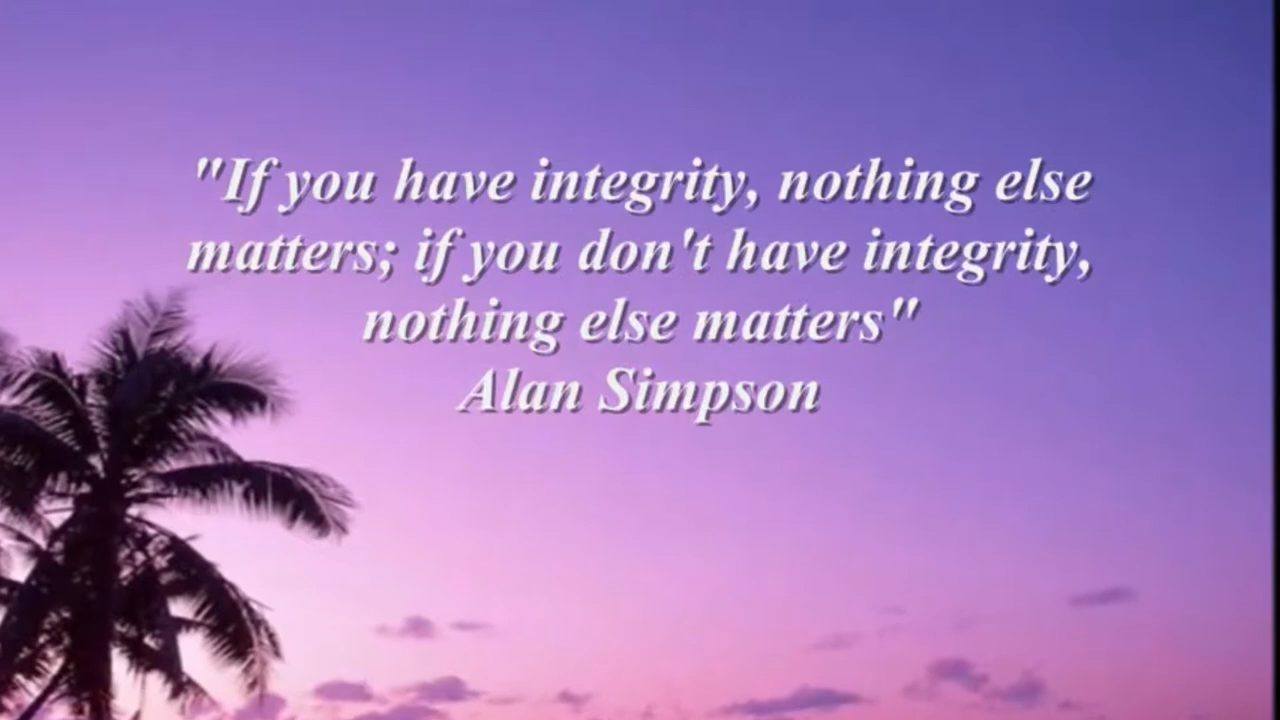 "If you have integrity, nothing else
matters; if you don't have integrity,
nothing else matters"
Alan Simpson